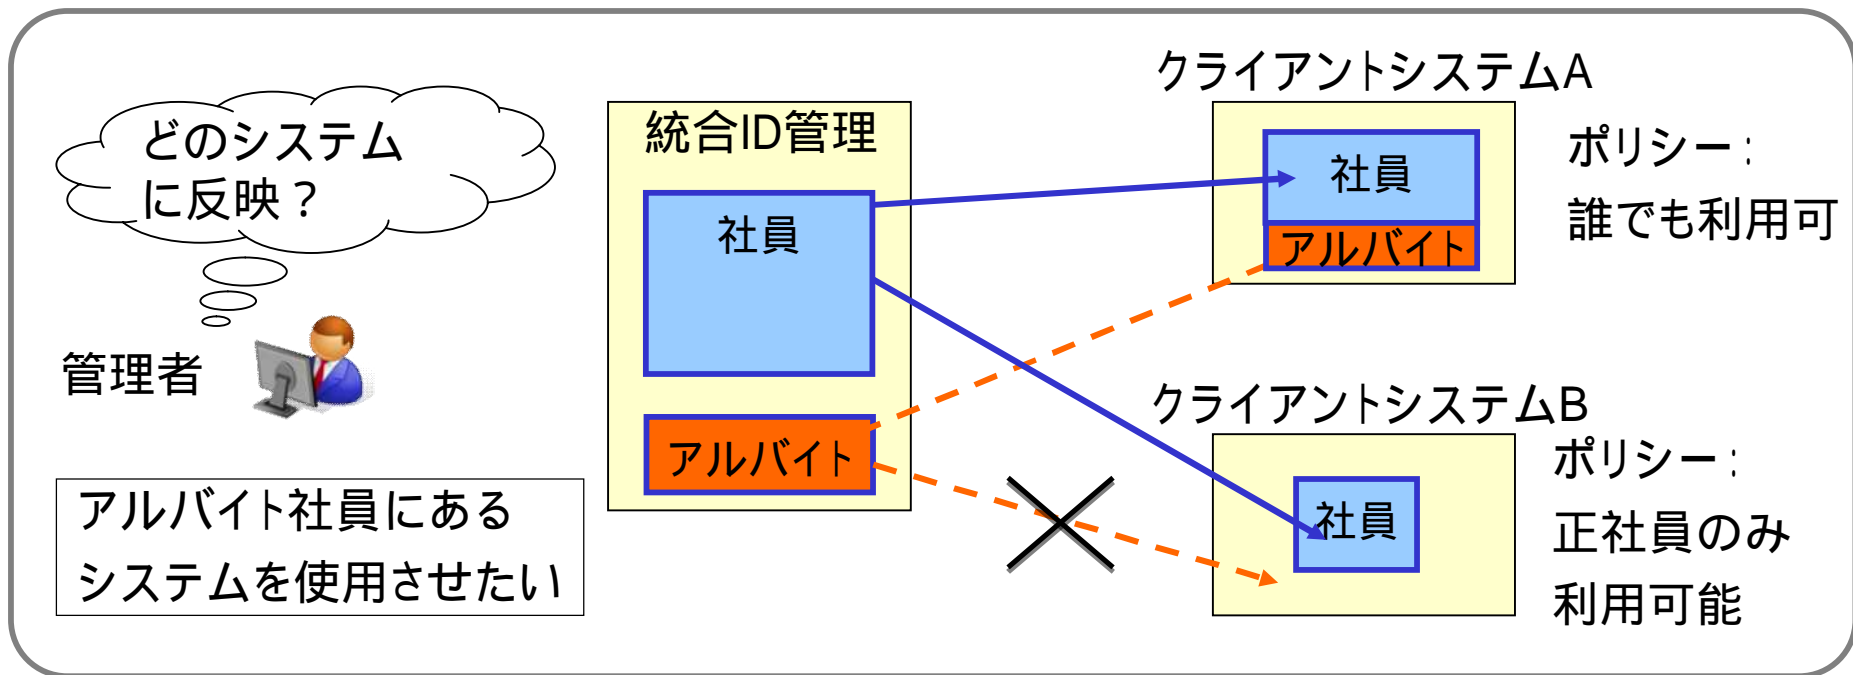 どのシステム
に反映？
管理者
アルバイト社員にある
システムを使用させたい
統合ID管理
社員
アルバイト
クライアントシステムA
社員
アルバイト
ポリシー：
誰でも利用可
クライアントシステムB
社員
ポリシー：
正社員のみ
利用可能